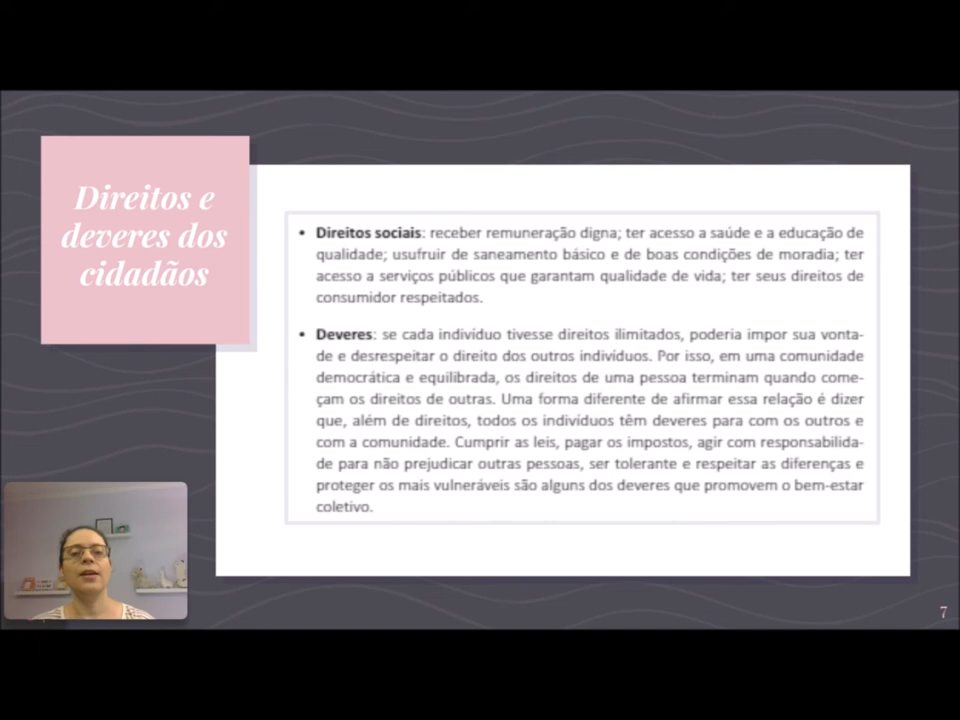 Direitos e
deveres dos
cidadãos
• Direitos sociais: receber remuneração digna; ter acesso a saúde e a educação de
qualidade; usufruir de saneamento básico e de boas condições de moradia; ter
acesso a serviços públicos que garantam qualidade de vida; ter seus direitos de
consumidor respeitados.
• Deveres: se cada indivíduo tivesse direitos ilimitados, poderia impor sua vonta-
de e desrespeitar o direito dos outros indivíduos. Por isso, em uma comunidade
democrática e equilibrada, os direitos de uma pessoa terminam quando come-
çam os direitos de outras. Uma forma diferente de afirmar essa relação é dizer
que, além de direitos, todos os indivíduos têm deveres para com os outros e
com a comunidade. Cumprir as leis, pagar os impostos, agir com responsabilida-
de para não prejudicar outras pessoas, ser tolerante e respeitar as diferenças e
proteger os mais vulneráveis são alguns dos deveres que promovem o bem-estar
coletivo.
7